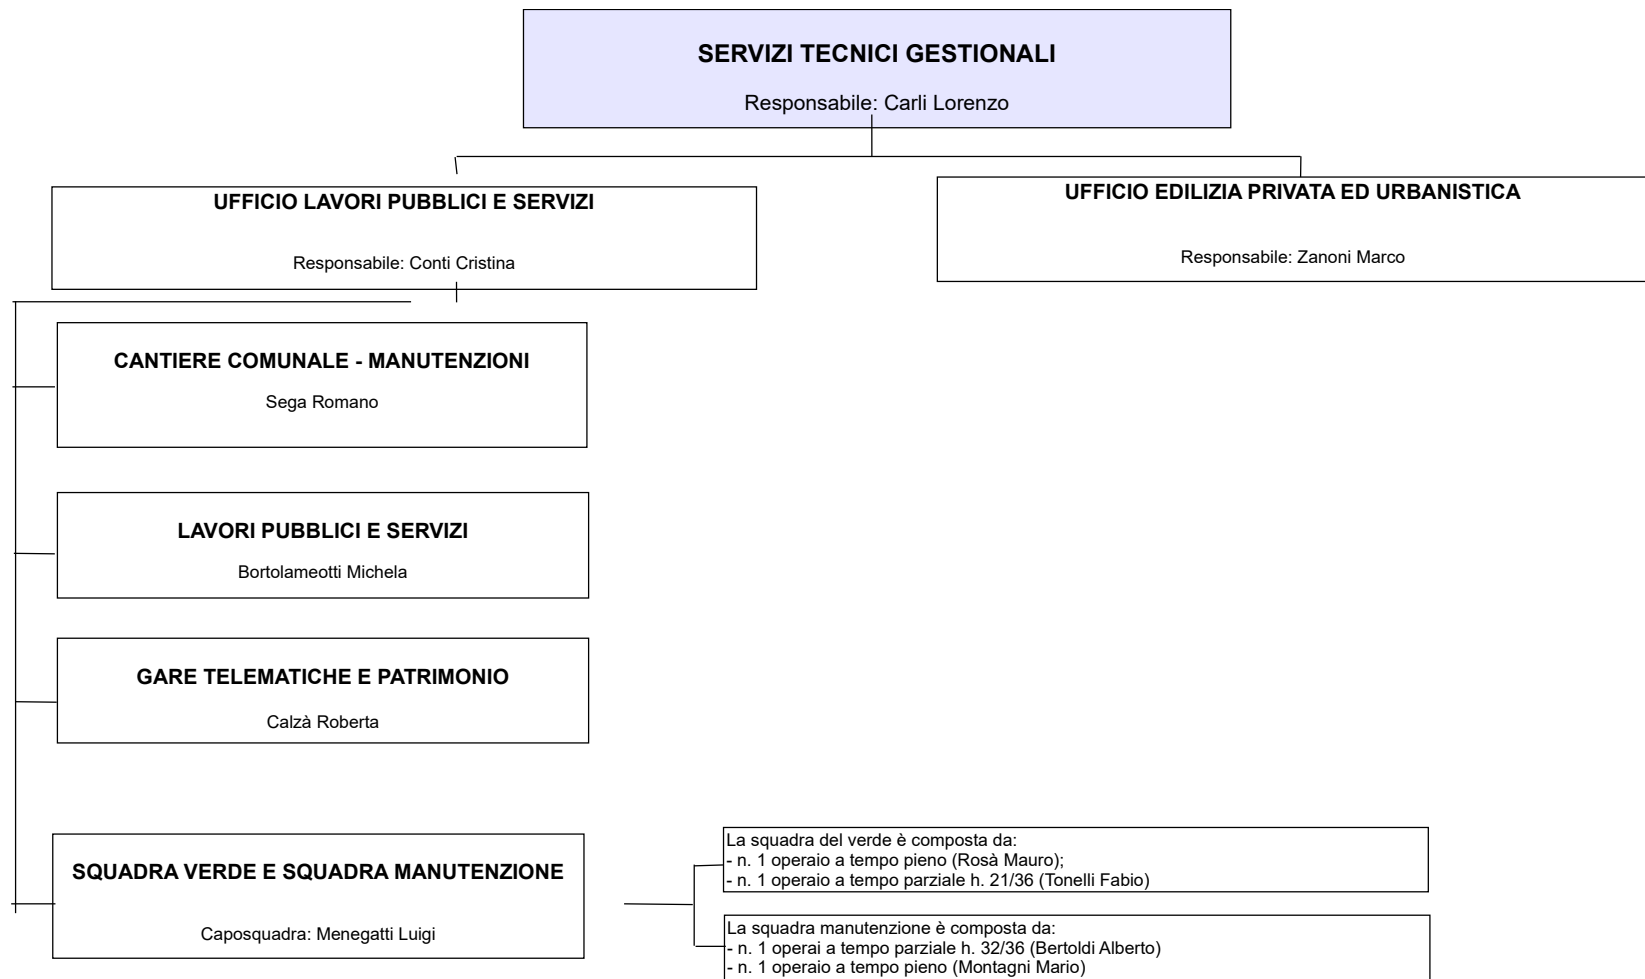 SERVIZI TECNICI GESTIONALI
Responsabile: Carli Lorenzo
UFFICIO LAVORI PUBBLICI E SERVIZI
Responsabile: Conti Cristina
UFFICIO EDILIZIA PRIVATA ED URBANISTICA
Responsabile: Zanoni Marco
CANTIERE COMUNALE - MANUTENZIONI
Sega Romano
LAVORI PUBBLICI E SERVIZI
Bortolameotti Michela
GARE TELEMATICHE E PATRIMONIO
Calzà Roberta
SQUADRA VERDE E SQUADRA MANUTENZIONE
Caposquadra: Menegatti Luigi
La squadra del verde è composta da:
- n. 1 operaio a tempo pieno (Rosà Mauro);
- n. 1 operaio a tempo parziale h. 21/36 (Tonelli Fabio)
La squadra manutenzione è composta da:
- n. 1 operai a tempo parziale h. 32/36 (Bertoldi Alberto)
- n. 1 operaio a tempo pieno (Montagni Mario)